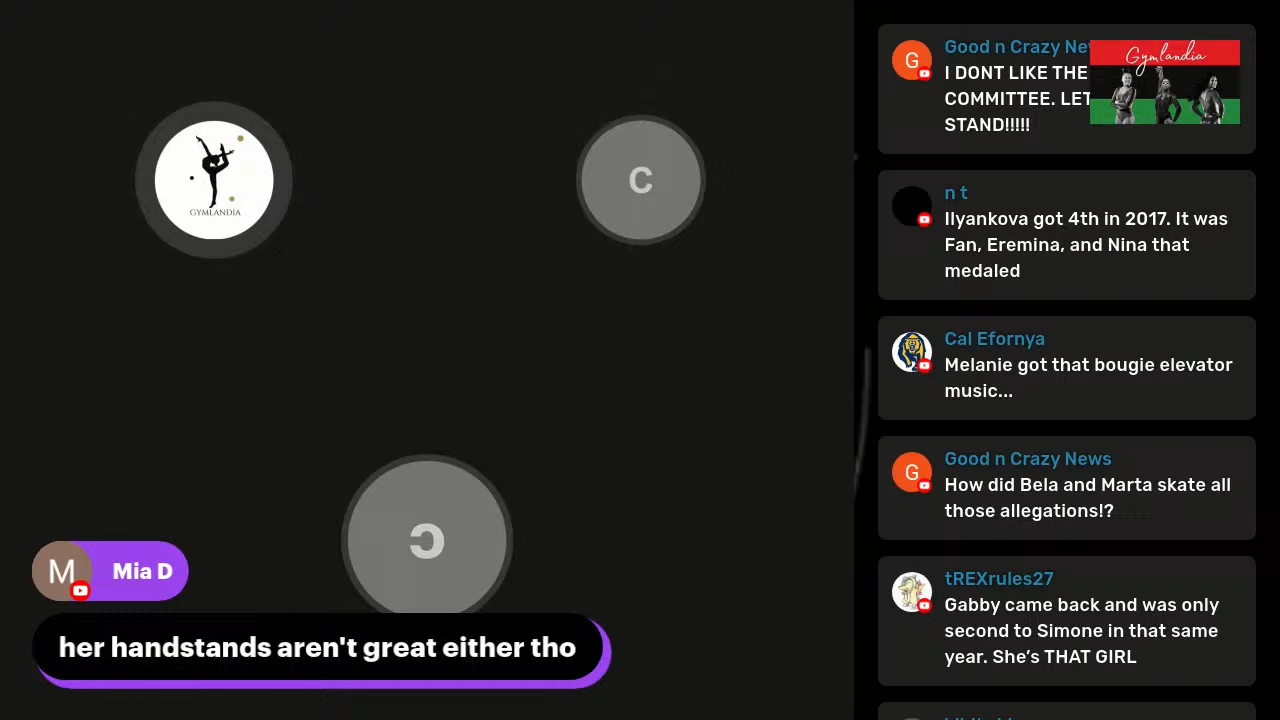 GYMLANDIA
C
C
M
Mia D
her handstands aren't great either tho
G
Good n Crazy
I DONT LIKE THE
COMMITTEE. LET
STAND!!!!!
Gymlandia
n t
Ilyankova got 4th in 2017. It was
Fan, Eremina, and Nina that
medaled
Cal Efornya
Melanie got that bougie elevator
music...
G
Good n Crazy News
How did Bela and Marta skate all
those allegations!?
tREXrules27
Gabby came back and was only
second to Simone in that same
year. She's THAT GIRL